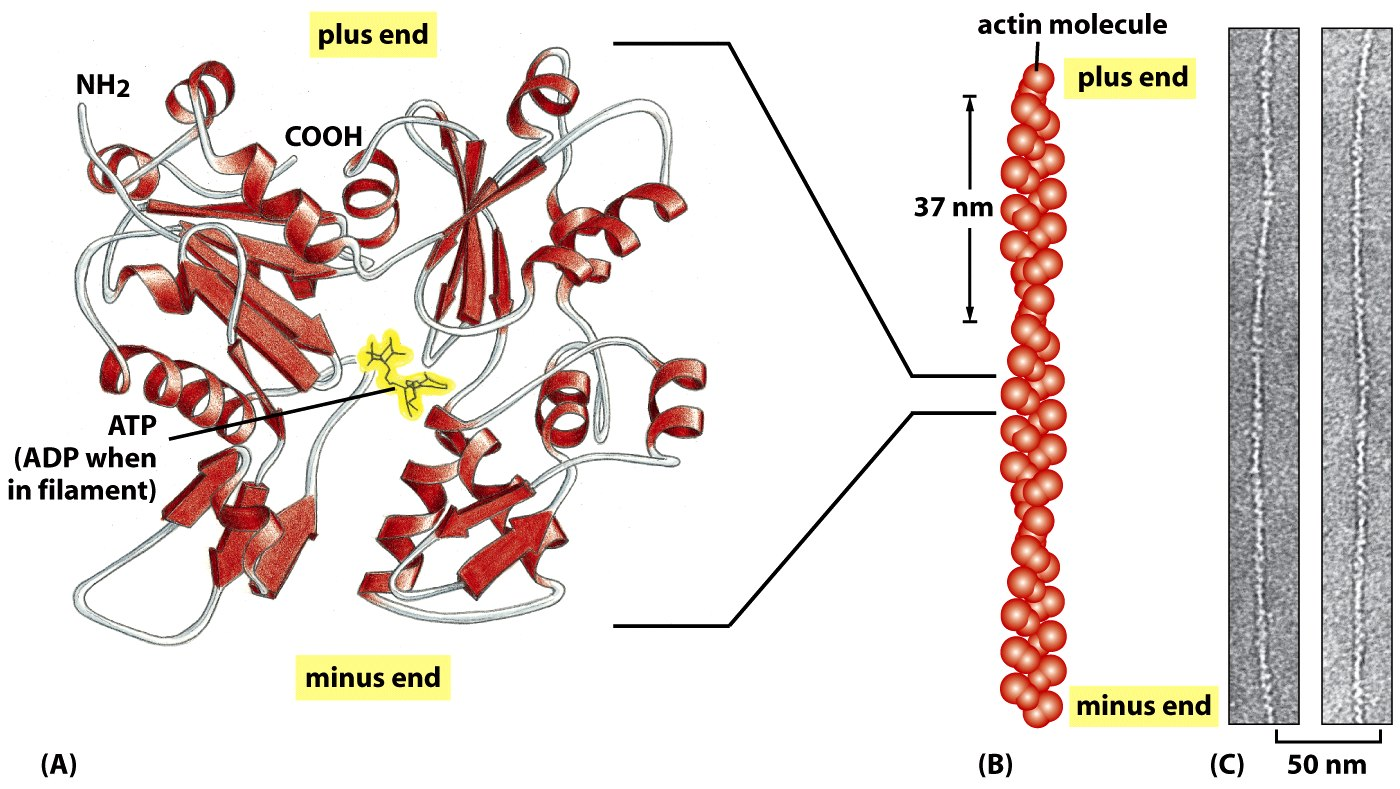 plus end
NH2
COOH
ATP
(ADP when
in filament)
minus end
(A)
actin molecule
plus end
37 nm
minus end
(B)
(C)
50 nm